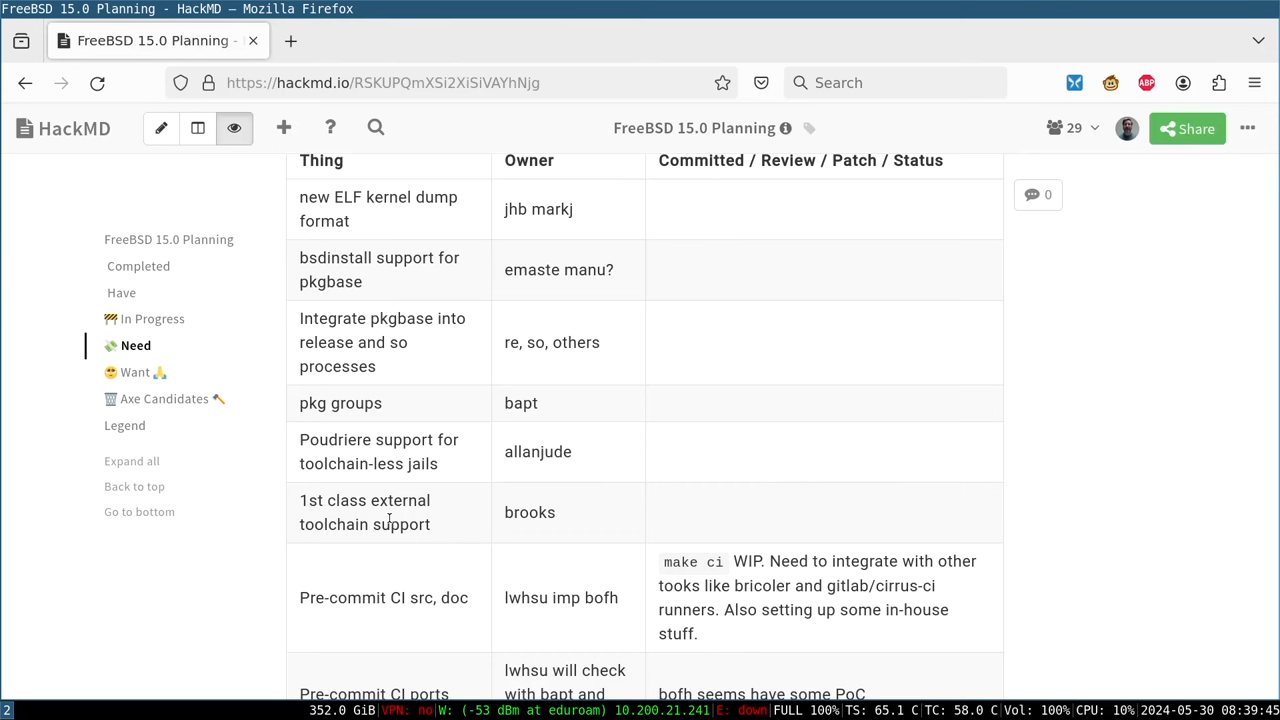 FreeBSD 15.0 Planning - HackMD — Mozilla Firefox
FreeBSD 15.0 Planning -
https://hackmd.io/RSKUPQmXSi2XiSiVAYhNjg
Search
ABP
HackMD
FreeBSD 15.0 Planning
29
Share
FreeBSD 15.0 Planning
Completed
Have
🚧 In Progress
💸 Need
🥺 Want 🙏
🗑️ Axe Candidates 🪓
Legend
Expand all
Back to top
Go to bottom
Thing
Owner
Committed / Review / Patch / Status
new ELF kernel dump
format
jhb markj
bsdinstall support for
pkgbase
emaste manu?
Integrate pkgbase into
release and so
processes
re, so, others
pkg groups
bapt
Poudriere support for
toolchain-less jails
allanjude
1st class external
toolchain support
brooks
Pre-commit CI src, doc
lwhsu imp bofh
make ci WIP. Need to integrate with other
tooks like bricoler and gitlab/cirrus-ci
runners. Also setting up some in-house
stuff.
Pre-commit CI ports
lwhsu will check
with bapt and
bofh seems have some PoC
0
2
352.0 GiB|VPN: no|W: (-53 dBm at eduroam) 10.200.21.241|E: down|FULL 100%|TS: 65.1 C|TC: 58.0 C|Vol: 100%|CPU: 10%|2024-05-30 08:39:45